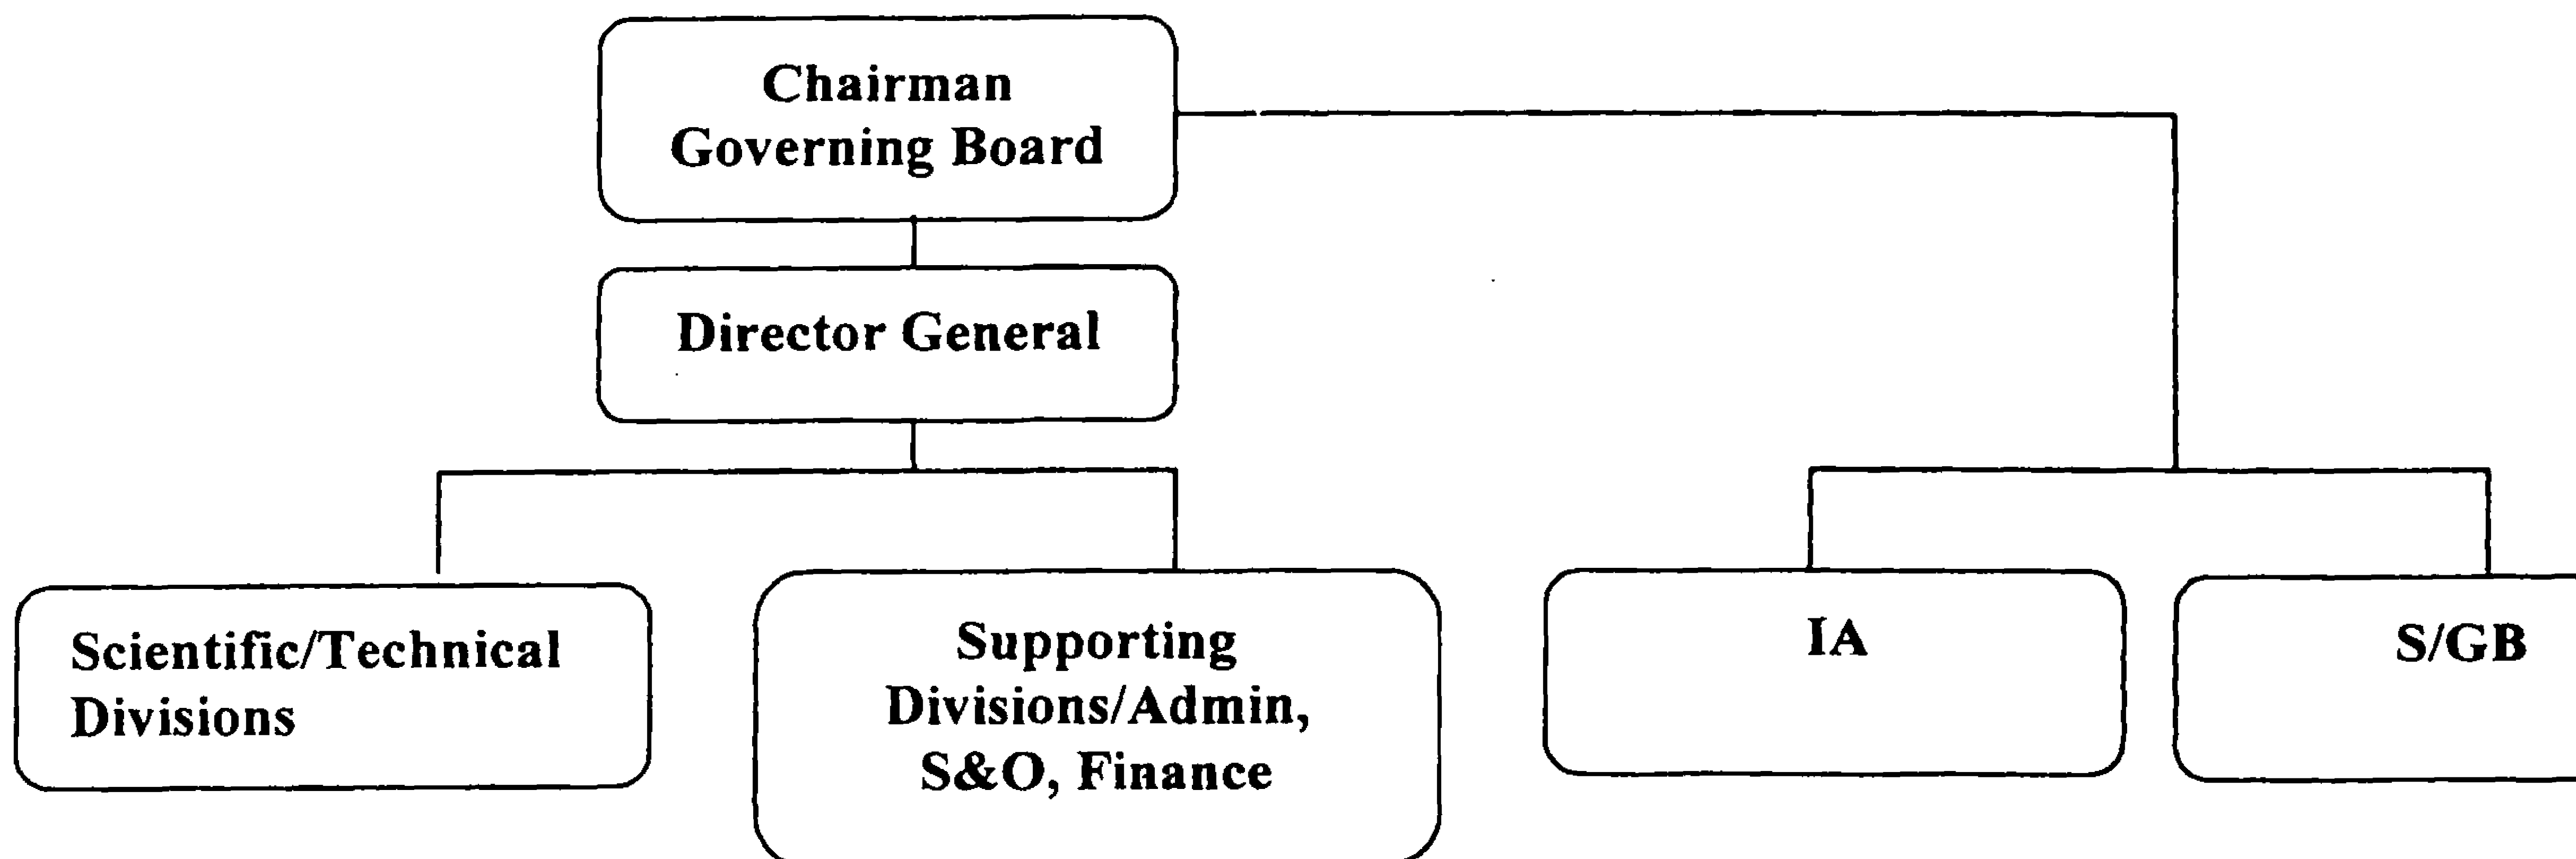 Chairman
Governing Board
Director General
Scientific/Technical
Divisions
Supporting
Divisions/Admin,
S&O, Finance
IA
S/GB